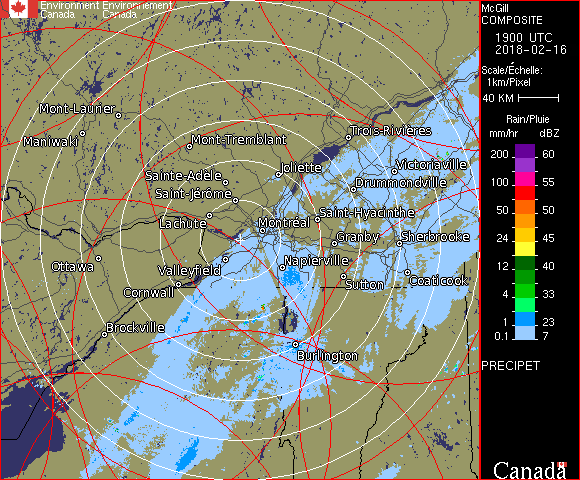 Environment Environnement
Canada Canada
McGill
COMPOSITE
1900 UTC
2018-02-16
Scale/Échelle:
1km/Pixel
40 KM
Rain/Pluie
mm/hr dBZ
200 60
100 55
50 50
24 45
12 40
4 33
1 23
0.1 7
PRECIPET
Canada
Mont-Laurier
Maniwaki
Mont-Tremblant
Trois-Rivières
Sainte-Adèle
Joliette
Victoriaville
Saint-Jérôme
Drummondville
Lachute
Montréal
Saint-Hyacinthe
Granby
Sherbrooke
Ottawa
Valleyfield
Napierville
Cornwall
Sutton
Coaticook
Brockville
Burlington